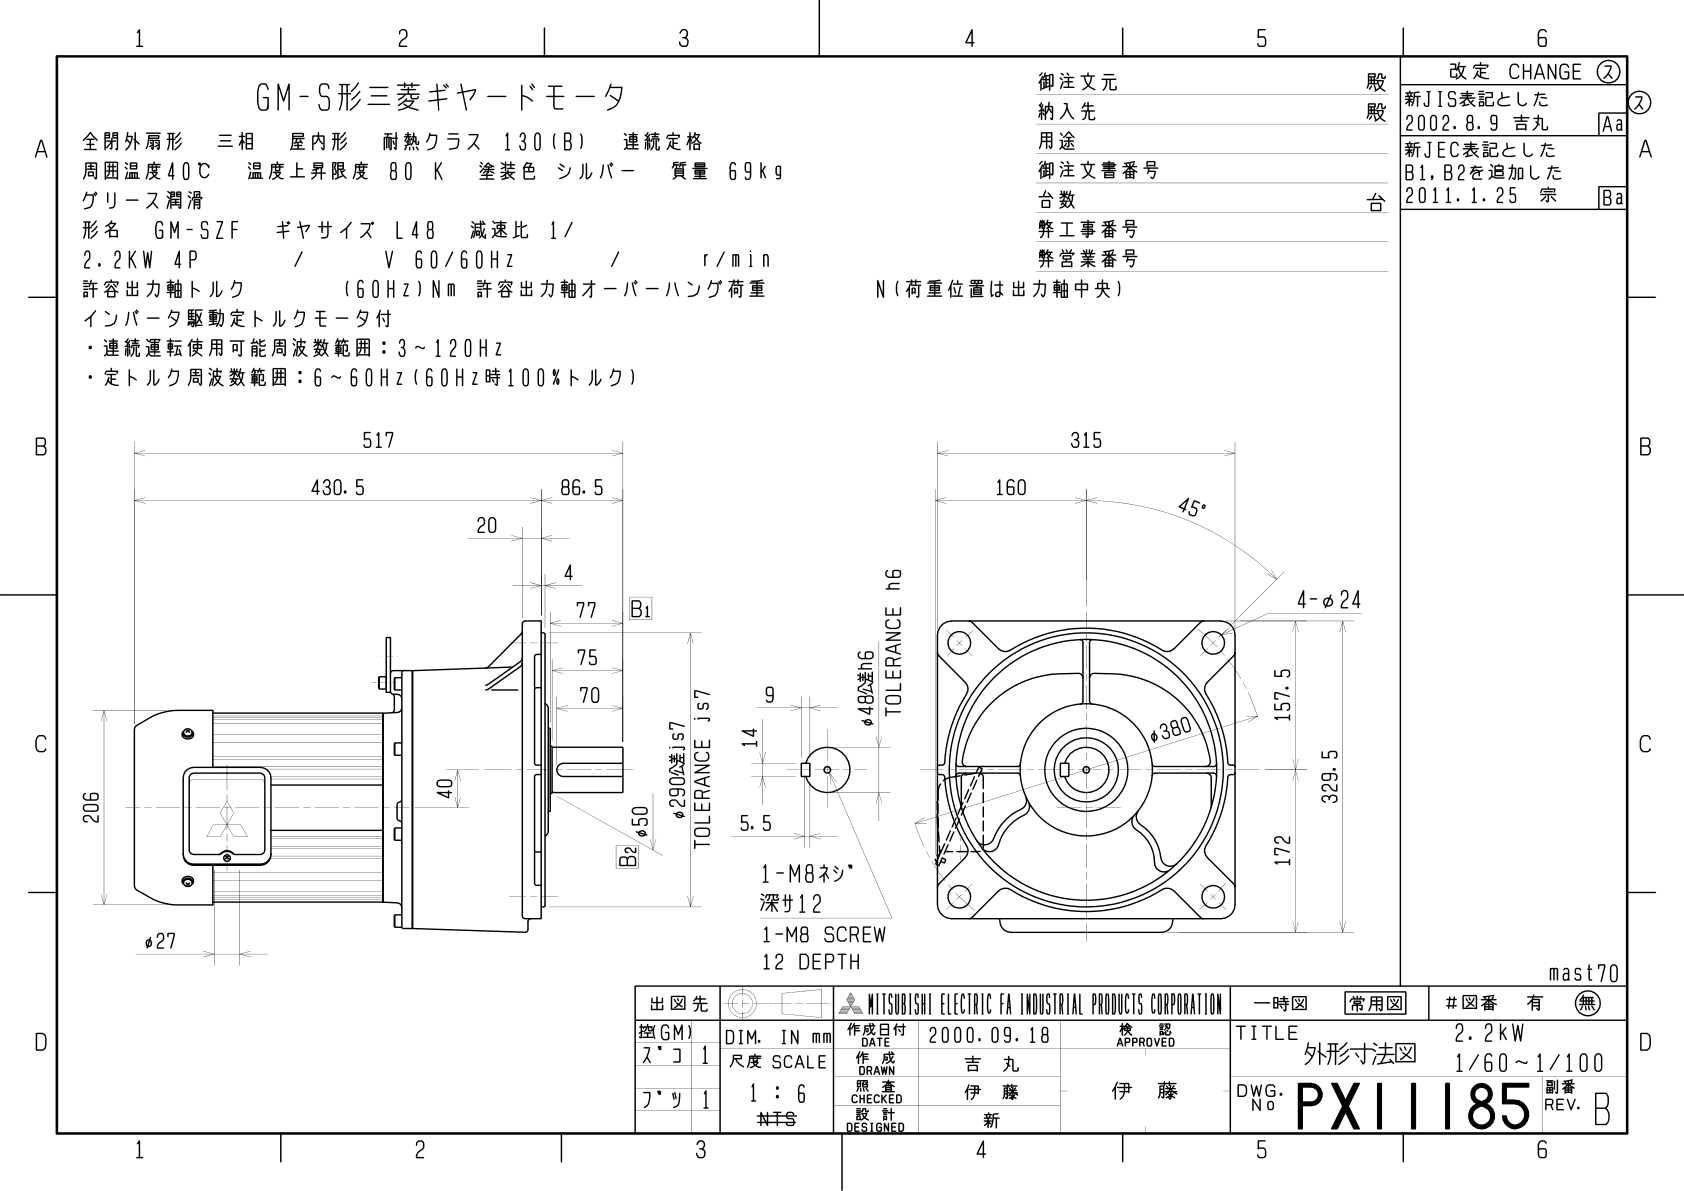 1 2 3 4 5 6
GM-S形三菱ギヤードモータ
全閉外扇形 三相 屋内形 耐熱クラス 130(B) 連続定格
周囲温度40℃ 温度上昇限度 80 K 塗装色 シルバー 質量 69kg
グリース潤滑
形名 GM-SZF ギヤサイズ L48 減速比 1/
2.2KW 4P / V 60/60Hz / r/min
許容出力軸トルク (60Hz)Nm 許容出力軸オーバーハング荷重 N(荷重位置は出力軸中央)
インバータ駆動定トルクモータ付
・連続運転使用可能周波数範囲:3~120Hz
・定トルク周波数範囲:6~60Hz(60Hz時100%トルク)
御注文元 殿
納入先 殿
用途
御注文書番号
台数 台
弊工事番号
弊営業番号
改定 CHANGE ス
新JIS表記とした
2002.8.9 吉丸 Aa
新JEC表記とした
B1,B2を追加した
2011.1.25 宗 Ba
ス
A A
B B
C C
D D
517
430.5 86.5
20
4
77 B1
75
70
206
40
φ27
φ50
B2
φ290公差js7
TOLERANCE js7
9
14
5.5
φ48公差h6
TOLERANCE h6
1-M8ネジ
深サ12
1-M8 SCREW
12 DEPTH
315
160
45°
4-φ24
φ380
157.5
172
329.5
mast70
出図先
控(GM)
ズコ 1
ブツ 1
DIM. IN mm
尺度 SCALE
1 : 6
NTS
MITSUBISHI ELECTRIC FA INDUSTRIAL PRODUCTS CORPORATION
作成日付 DATE 2000.09.18
作成 DRAWN 吉丸
照査 CHECKED 伊藤
設計 DESIGNED 新
検認 APPROVED
伊藤
一時図 常用図 #図番 有 無
TITLE 外形寸法図
2.2kW
1/60~1/100
DWG. No PX11185
副番 REV. B
1 2 3 4 5 6